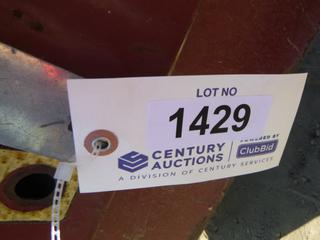 LOT NO
1429
POWERED BY
CENTURY
AUCTIONS
ClubBid
A DIVISION OF CENTURY SERVICES